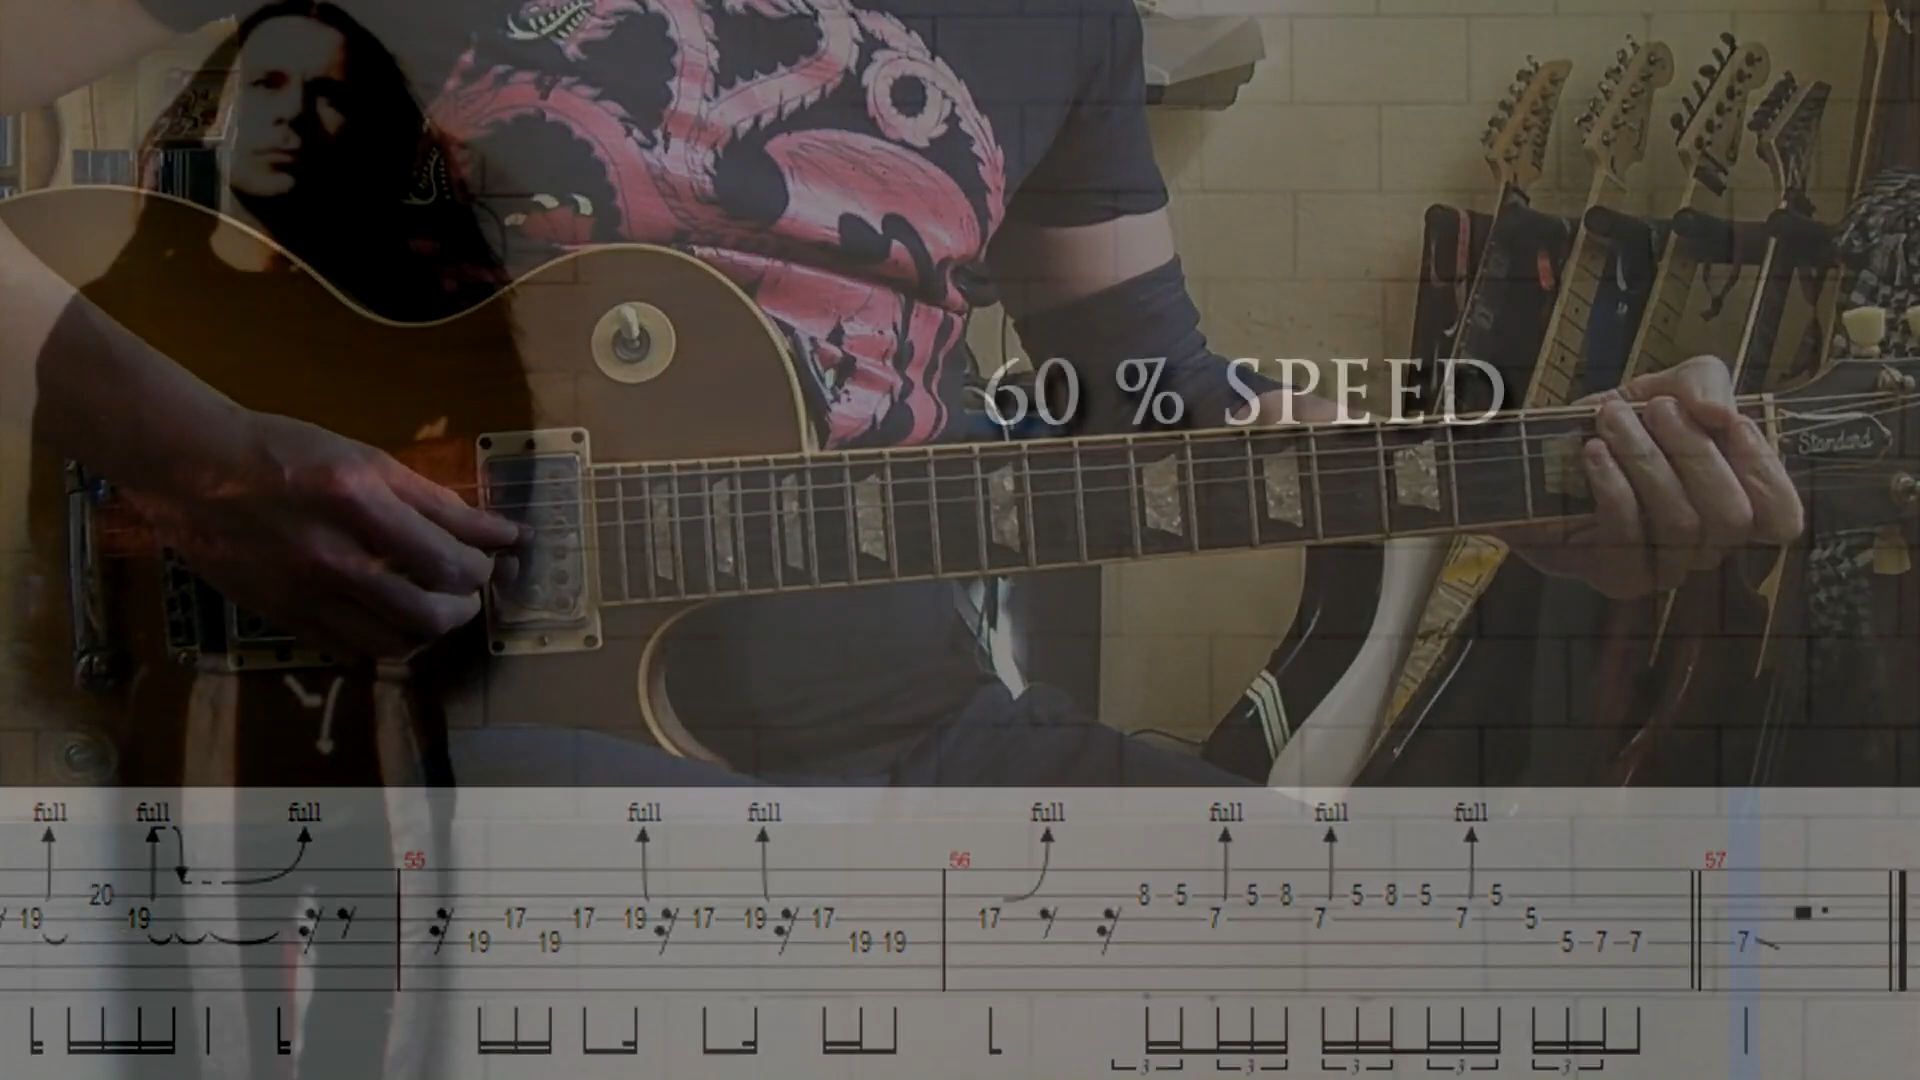 60 % SPEED
Standard
full full full full full full full full
55 56 57
20 8 5 5 8 5 8 5 5
19 19 17 17 19 17 19 17 17 7 7 7 5
19 19 19 19 5 7 7 7
3 3 3 3 3